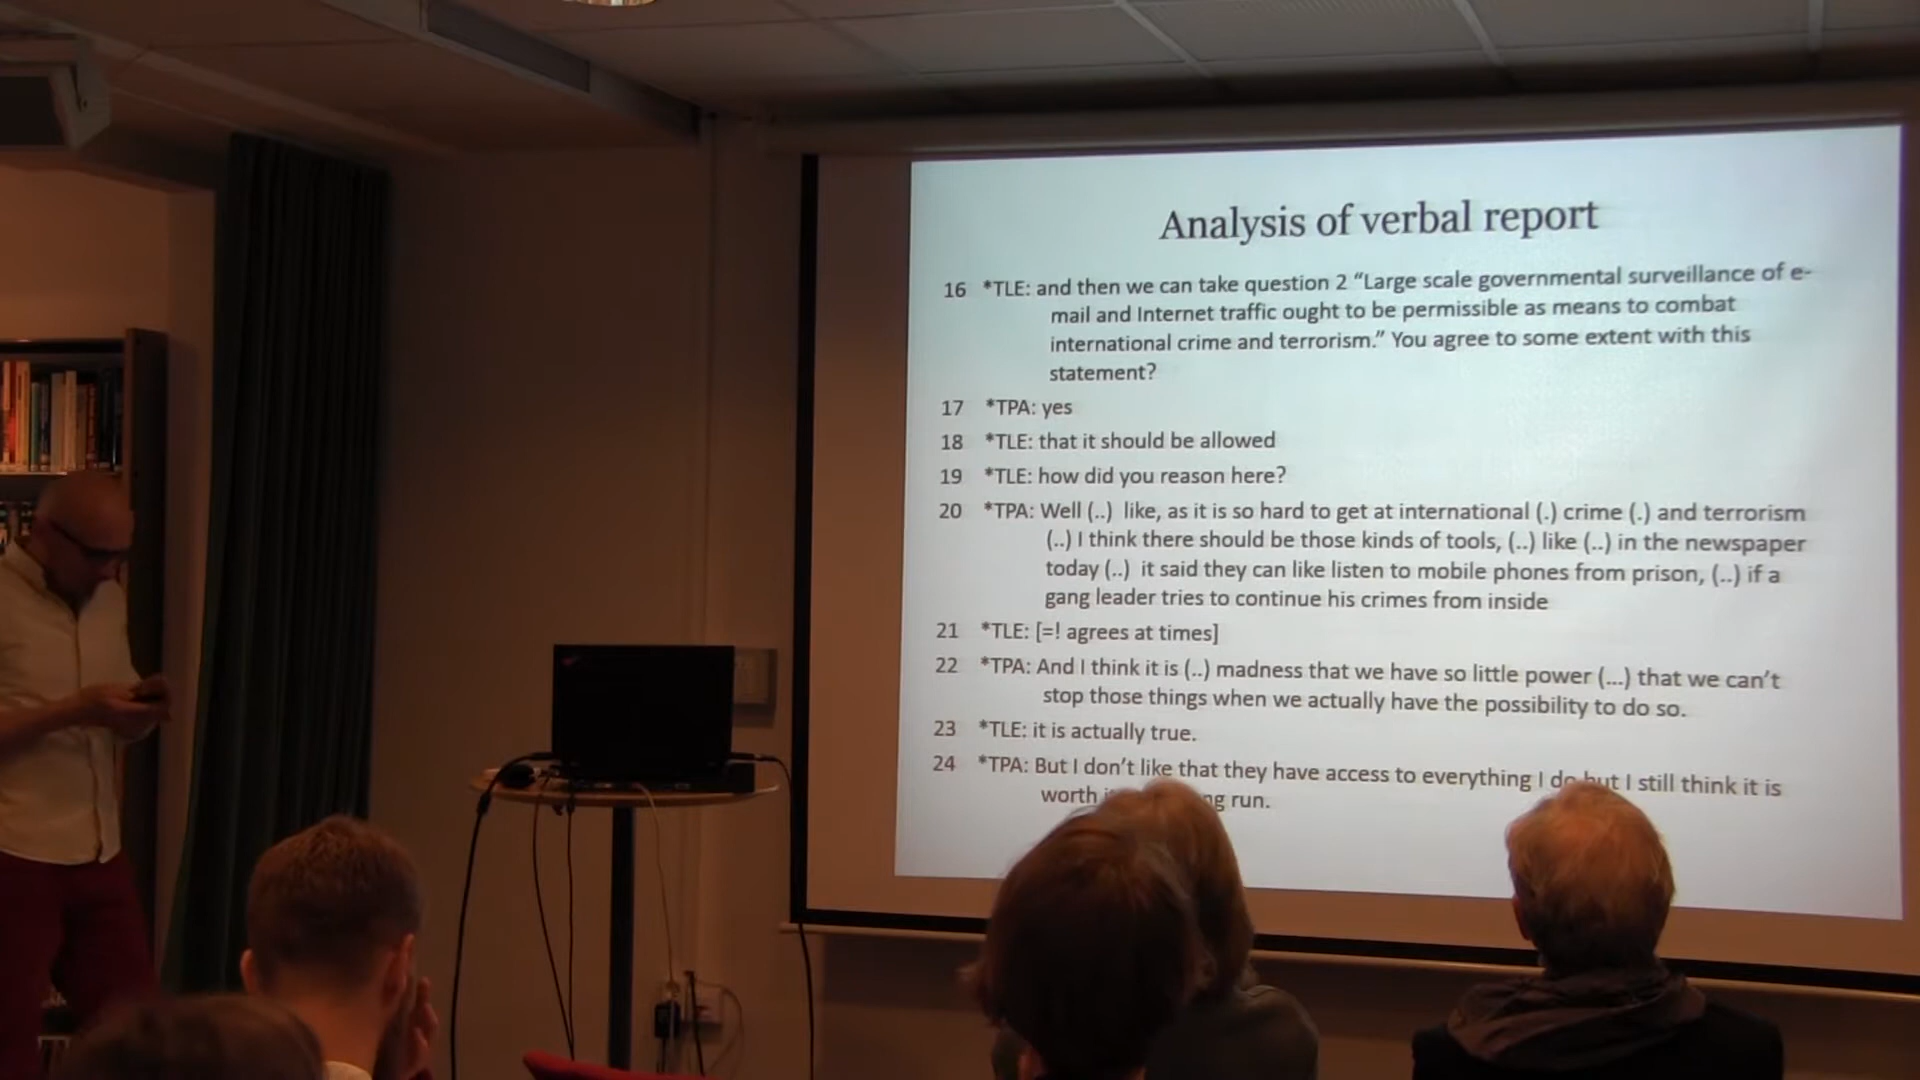 Analysis of verbal report
16 *TLE: and then we can take question 2 “Large scale governmental surveillance of e-
mail and Internet traffic ought to be permissible as means to combat
international crime and terrorism.” You agree to some extent with this
statement?
17 *TPA: yes
18 *TLE: that it should be allowed
19 *TLE: how did you reason here?
20 *TPA: Well (..) like, as it is so hard to get at international (.) crime (.) and terrorism
(..) I think there should be those kinds of tools, (..) like (..) in the newspaper
today (..) it said they can like listen to mobile phones from prison, (..) if a
gang leader tries to continue his crimes from inside
21 *TLE: [=! agrees at times]
22 *TPA: And I think it is (..) madness that we have so little power (...) that we can’t
stop those things when we actually have the possibility to do so.
23 *TLE: it is actually true.
24 *TPA: But I don’t like that they have access to everything I do but I still think it is
worth run.